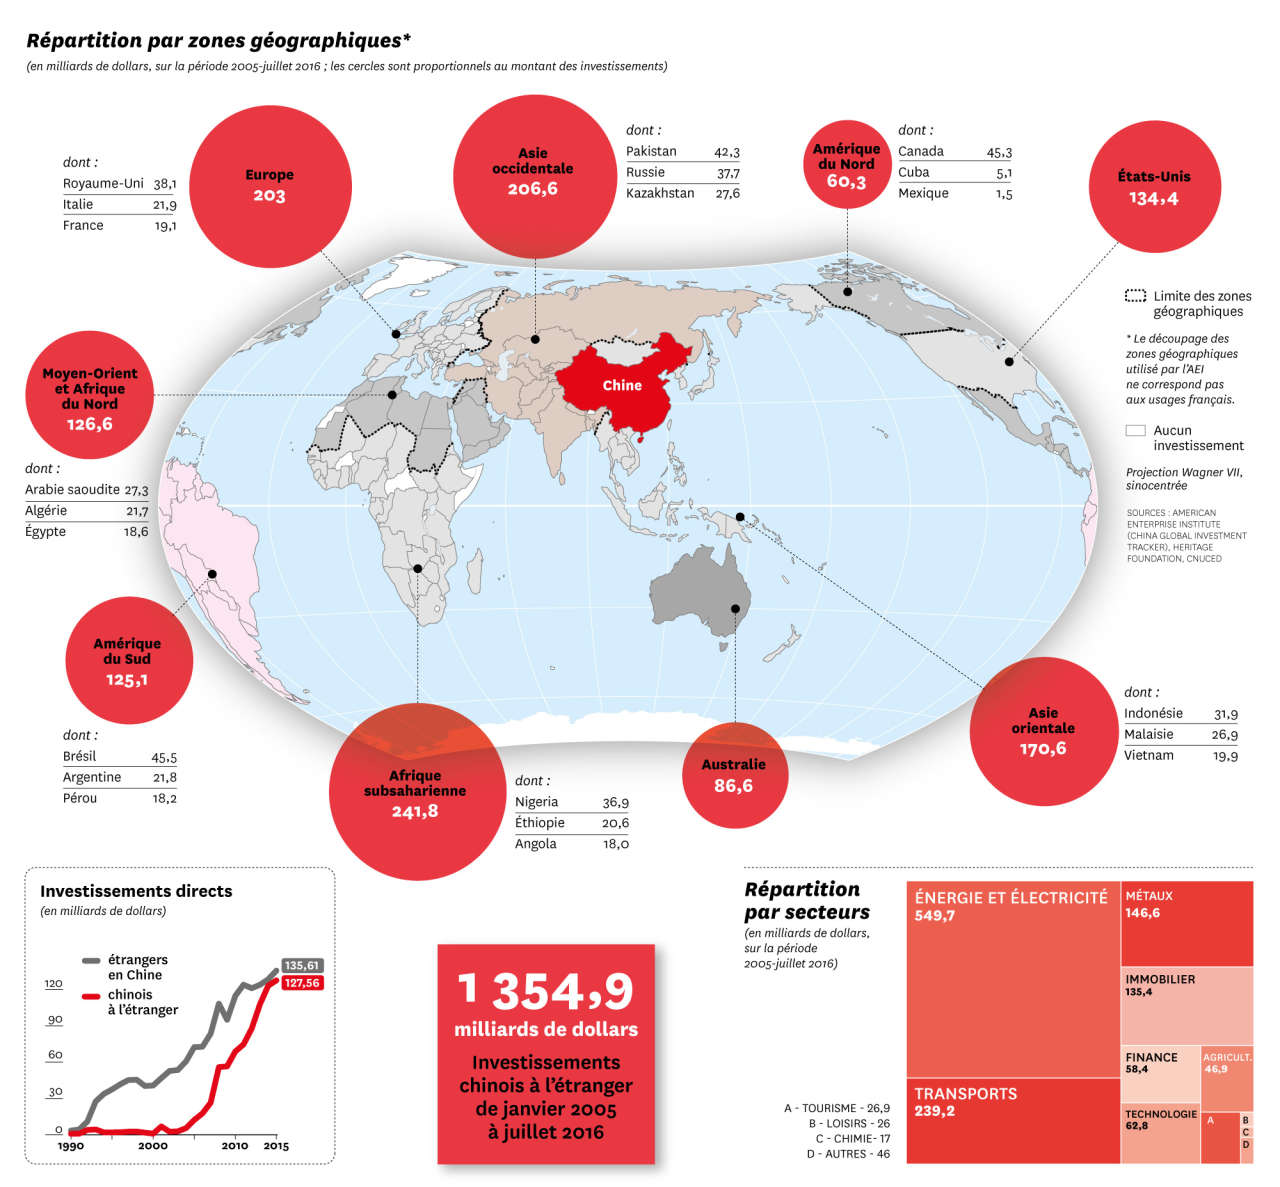 Répartition par zones géographiques*
(en milliards de dollars, sur la période 2005-juillet 2016 ; les cercles sont proportionnels au montant des investissements)
dont :
Royaume-Uni 38,1
Italie 21,9
France 19,1
Europe
203
Asie
occidentale
206,6
dont :
Pakistan 42,3
Russie 37,7
Kazakhstan 27,6
Amérique
du Nord
60,3
dont :
Canada 45,3
Cuba 5,1
Mexique 1,5
États-Unis
134,4
Limite des zones
géographiques
* Le découpage des
zones géographiques
utilisé par l'AEI
ne correspond pas
aux usages français.
Aucun
investissement
Projection Wagner VII,
sinocentrée
SOURCES : AMERICAN
ENTERPRISE INSTITUTE
(CHINA GLOBAL INVESTMENT
TRACKER), HERITAGE
FOUNDATION, CNUCED
Chine
Moyen-Orient
et Afrique
du Nord
126,6
dont :
Arabie saoudite 27,3
Algérie 21,7
Égypte 18,6
Amérique
du Sud
125,1
dont :
Brésil 45,5
Argentine 21,8
Pérou 18,2
Afrique
subsaharienne
241,8
dont :
Nigeria 36,9
Éthiopie 20,6
Angola 18,0
Australie
86,6
Asie
orientale
170,6
dont :
Indonésie 31,9
Malaisie 26,9
Vietnam 19,9
Investissements directs
(en milliards de dollars)
étrangers
en Chine
chinois
à l'étranger
135,61
127,56
120
90
60
30
0
1990 2000 2010 2015
1 354,9
milliards de dollars
Investissements
chinois à l'étranger
de janvier 2005
à juillet 2016
Répartition
par secteurs
(en milliards de dollars,
sur la période
2005-juillet 2016)
A - TOURISME - 26,9
B - LOISIRS - 26
C - CHIMIE- 17
D - AUTRES - 46
ÉNERGIE ET ÉLECTRICITÉ
549,7
TRANSPORTS
239,2
MÉTAUX
146,6
IMMOBILIER
135,4
FINANCE
58,4
AGRICULT.
46,9
TECHNOLOGIE
62,8
A
B
C
D